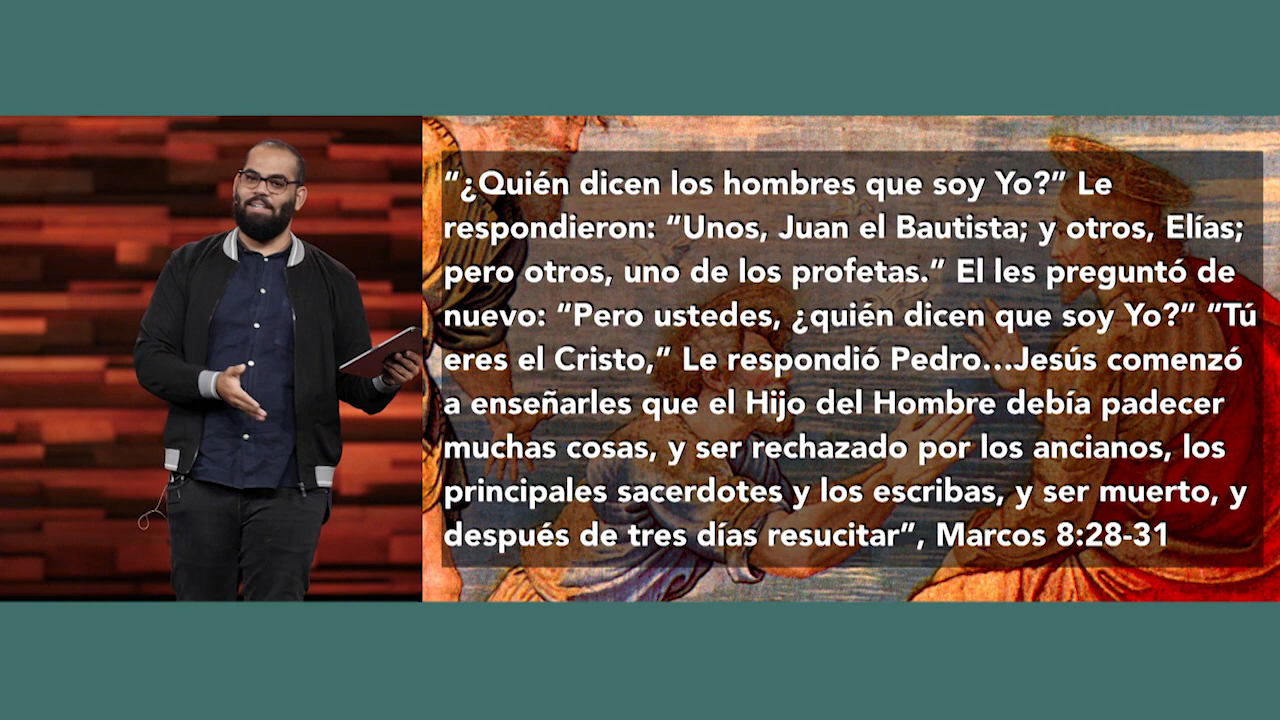 “¿Quién dicen los hombres que soy Yo?” Le
respondieron: “Unos, Juan el Bautista; y otros, Elías;
pero otros, uno de los profetas.” El les preguntó de
nuevo: “Pero ustedes, ¿quién dicen que soy Yo?” “Tú
eres el Cristo,” Le respondió Pedro...Jesús comenzó
a enseñarles que el Hijo del Hombre debía padecer
muchas cosas, y ser rechazado por los ancianos, los
principales sacerdotes y los escribas, y ser muerto, y
después de tres días resucitar”, Marcos 8:28-31